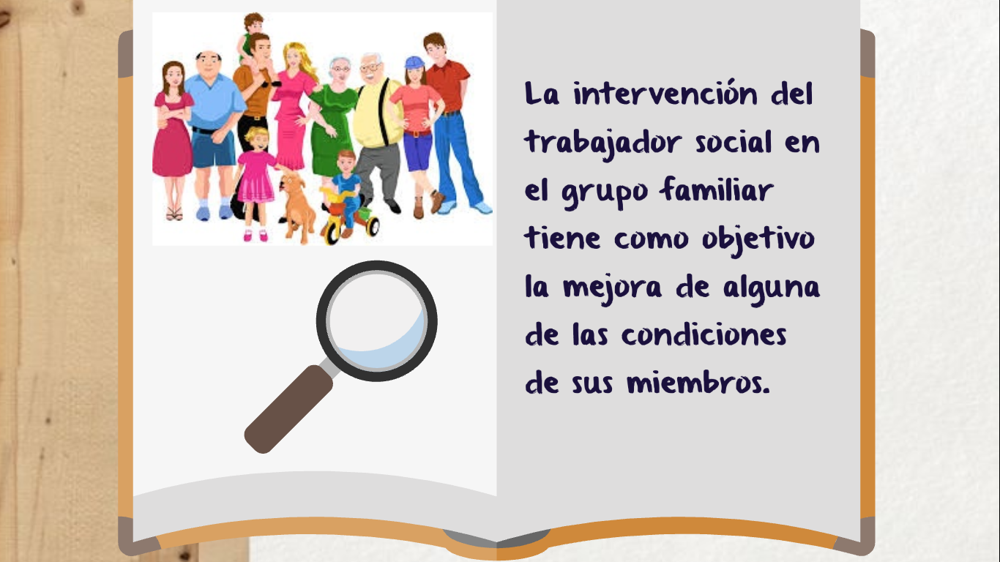 La intervención del
trabajador social en
el grupo familiar
tiene como objetivo
la mejora de alguna
de las condiciones
de sus miembros.